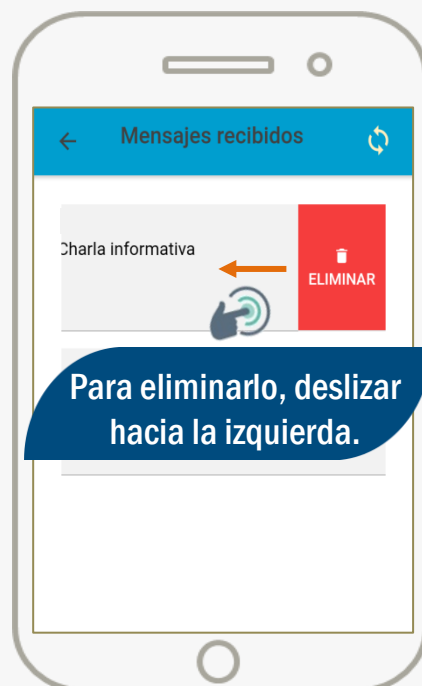 Mensajes recibidos
Charla informativa
ELIMINAR
Para eliminarlo, deslizar
hacia la izquierda.